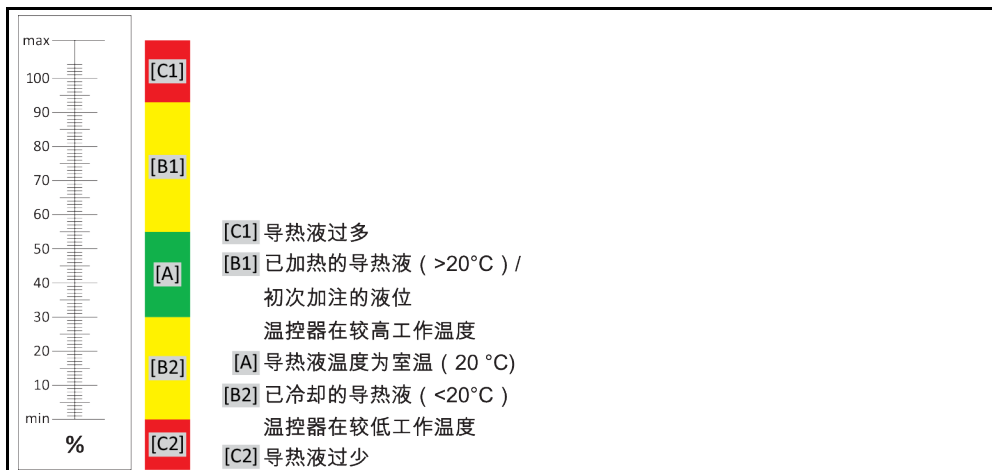 max
100
90
80
70
60
50
40
30
20
10
min
%
[C1]
[B1]
[A]
[B2]
[C2]
[C1] 导热液过多
[B1] 已加热的导热液（>20°C）/
初次加注的液位
温控器在较高工作温度
[A] 导热液温度为室温（20 °C)
[B2] 已冷却的导热液（<20°C）
温控器在较低工作温度
[C2] 导热液过少